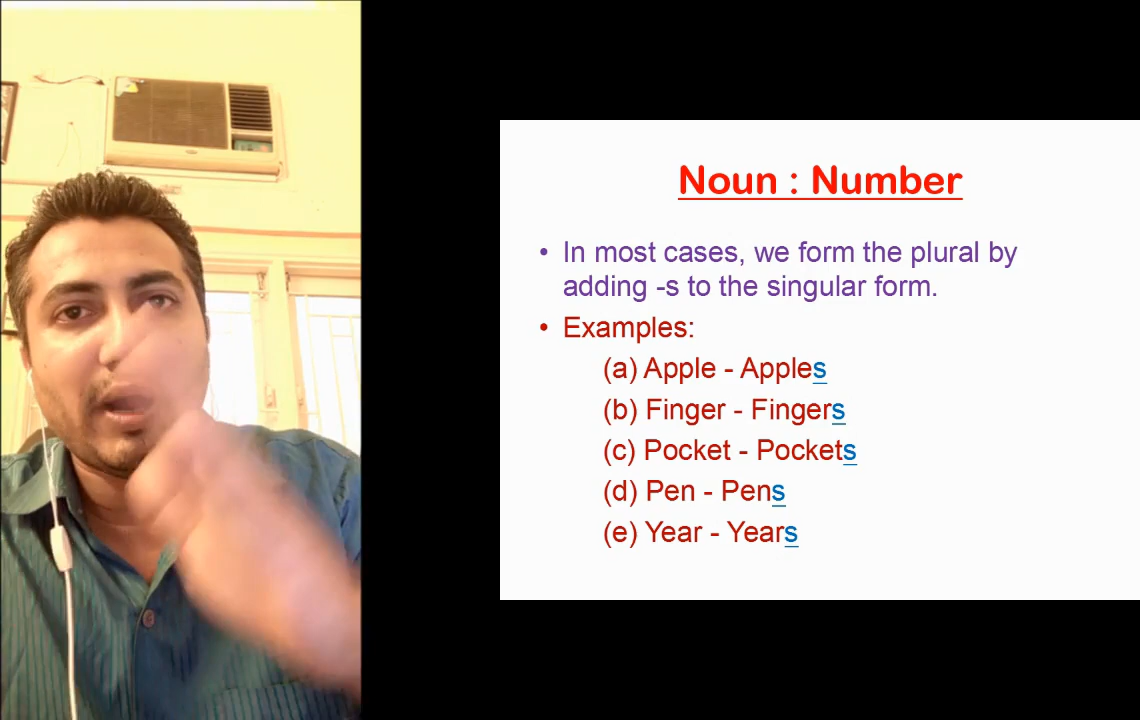 Noun : Number
• In most cases, we form the plural by
adding -s to the singular form.
• Examples:
(a) Apple - Apples
(b) Finger - Fingers
(c) Pocket - Pockets
(d) Pen - Pens
(e) Year - Years